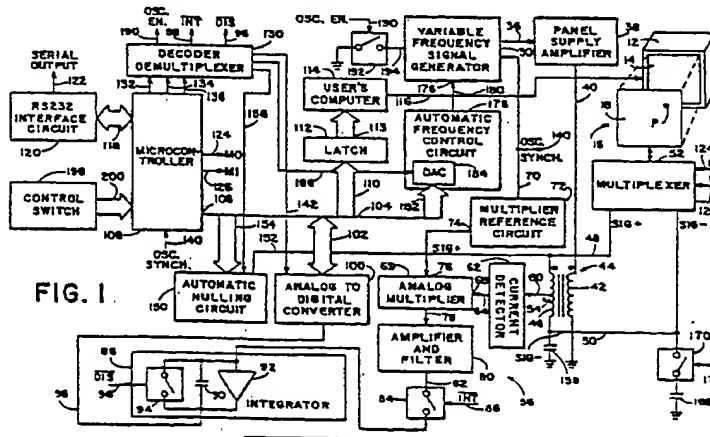 OSC. EN.
INT
DIS
190
88
96
130
DECODER
DEMULTIPLEXER
SERIAL
OUTPUT
122
132
134
136
156
RS232
INTERFACE
CIRCUIT
120
118
MICROCON-
TROLLER
124
M0
126
M1
106
108
CONTROL
SWITCH
198
200
140
OSC.
SYNCH.
OSC. EN.
190
192
194
VARIABLE
FREQUENCY
SIGNAL
GENERATOR
30
36
PANEL
SUPPLY
AMPLIFIER
38
40
12
14
16
18
P
114
USER'S
COMPUTER
116
176
180
178
112
113
LATCH
186
110
AUTOMATIC
FREQUENCY
CONTROL
CIRCUIT
DAC
184
182
OSC.
SYNCH.
140
70
72
MULTIPLIER
REFERENCE
CIRCUIT
74
52
MULTIPLEXER
124
SIG+
SIG-
104
102
142
154
152
100
150
AUTOMATIC
NULLING
CIRCUIT
ANALOG TO
DIGITAL
CONVERTER
SIG+
62
76
ANALOG
MULTIPLIER
CURRENT
DETECTOR
60
54
46
48
44
42
78
AMPLIFIER
AND
FILTER
80
56
SIG-
50
158
170
168
FIG. 1
98
DIS
96
94
90
92
INTEGRATOR
82
84
INT